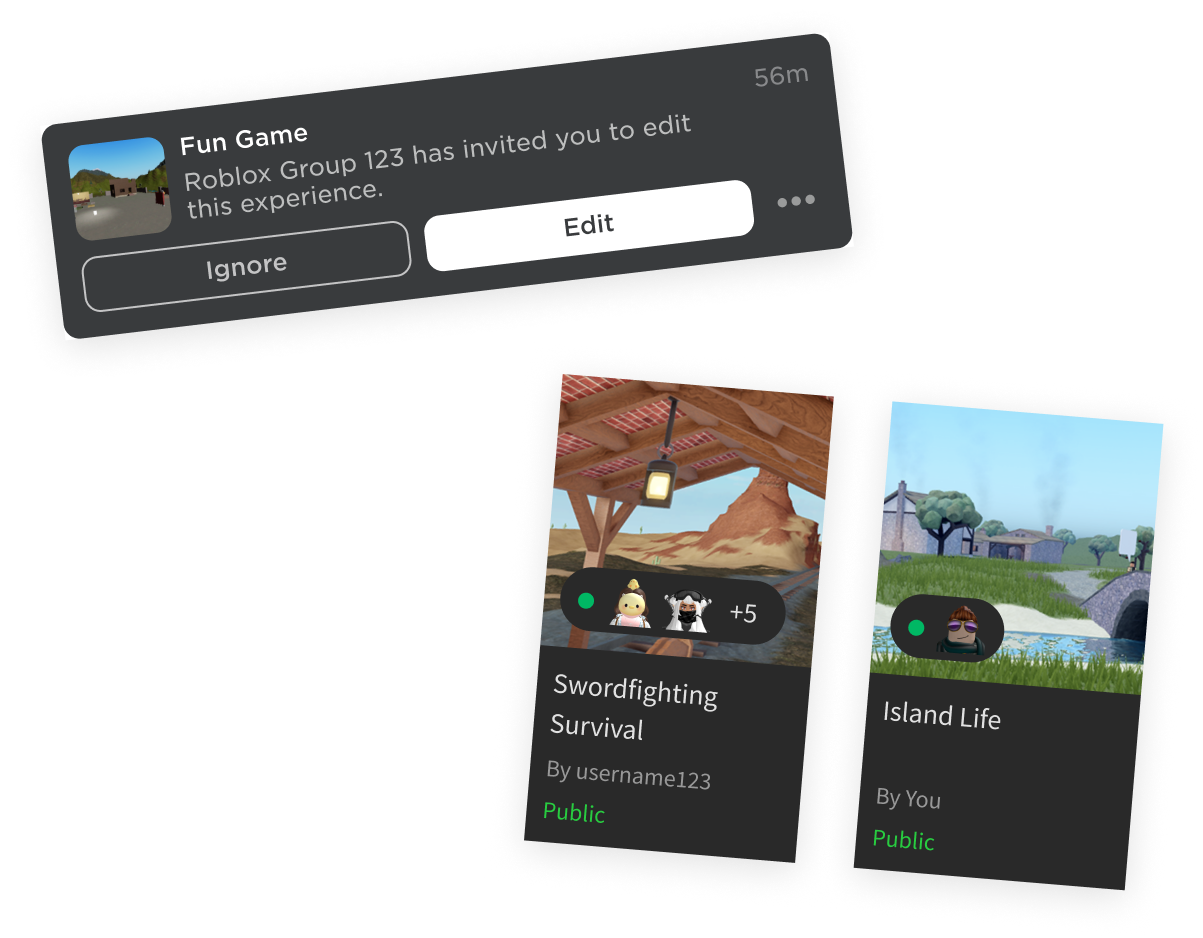 56m
Fun Game
Roblox Group 123 has invited you to edit
this experience.
Ignore
Edit
+5
Swordfighting
Survival
By username123
Public
Island Life
By You
Public